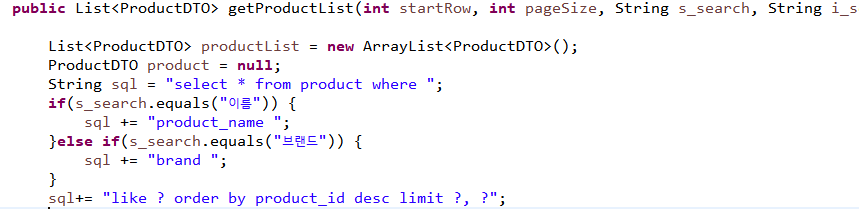 public List<ProductDTO> getProductList(int startRow, int pageSize, String s_search, String i_s
List<ProductDTO> productList = new ArrayList<ProductDTO>();
ProductDTO product = null;
String sql = "select * from product where ";
if(s_search.equals("이름")) {
sql += "product_name ";
}else if(s_search.equals("브랜드")) {
sql += "brand ";
}
sql+= "like ? order by product_id desc limit ?, ?";